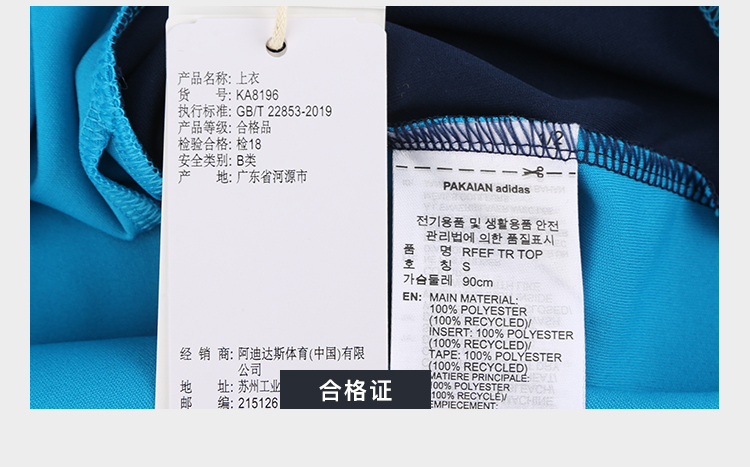 产品名称: 上衣
货 号: KA8196
执行标准: GB/T 22853-2019
产品等级: 合格品
检验合格: 检18
安全类别: B类
产 地: 广东省河源市
经 销 商: 阿迪达斯体育(中国)有限
公司
地 址: 苏州工业
邮 编: 215126
合格证
1/2
PAKAIAN adidas
전기용품 및 생활용품 안전
관리법에 의한 품질표시
품 명 RFEF TR TOP
호 칭 S
가슴둘레 90cm
EN: MAIN MATERIAL:
100% POLYESTER
(100% RECYCLED)/
INSERT: 100% POLYESTER
(100% RECYCLED)/
TAPE: 100% POLYESTER
(100% RECYCLED)
MATIERE PRINCIPALE:
100% POLYESTER
(100% RECYCLÉ)/
EMPIECEMENT: